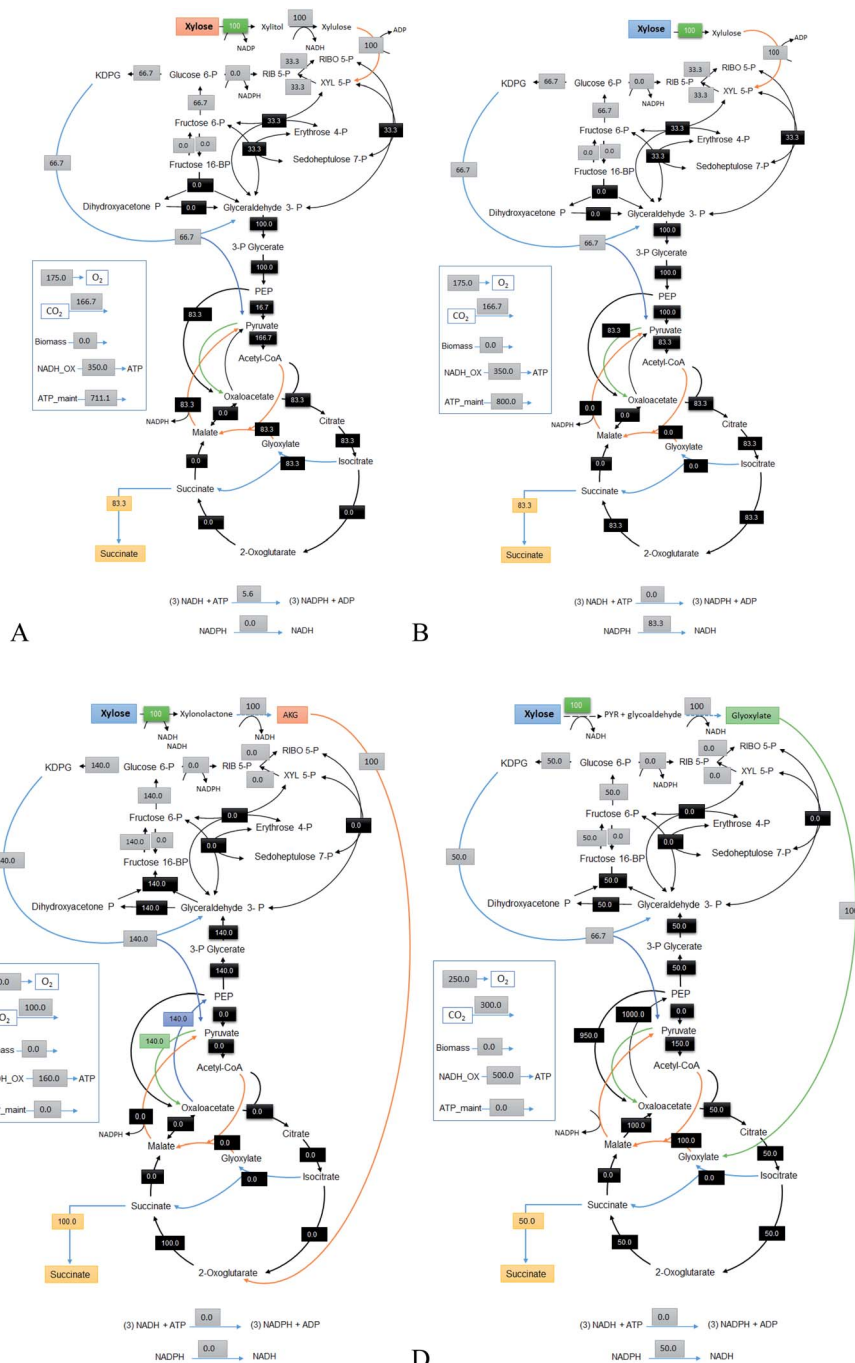 Xylose 100 Xylitol 100 Xylulose
NADP NADH 100 ADP
KDPG 66.7 Glucose 6-P 0.0 RIB 5-P 33.3 RIBO 5-P
NADPH 33.3 XYL 5-P
66.7
Fructose 6-P 33.3 Erythrose 4-P
0.0 0.0 33.3 33.3
66.7 Fructose 16-BP Sedoheptulose 7-P
0.0
Dihydroxyacetone P 0.0 Glyceraldehyde 3- P
66.7 100.0
3-P Glycerate
175.0 O2 100.0
CO2 166.7 PEP
83.3 16.7
Biomass 0.0 Pyruvate
166.7
NADH_OX 350.0 ATP Acetyl-CoA
ATP_maint 711.1 Oxaloacetate
83.3 0.0 83.3
NADPH Malate 83.3 Citrate
Glyoxylate 83.3
0.0 83.3 Isocitrate
Succinate
83.3 0.0 0.0
Succinate 2-Oxoglutarate
(3) NADH + ATP 5.6 (3) NADPH + ADP
NADPH 0.0 NADH
A
Xylose 100 Xylulose
100 ADP
KDPG 66.7 Glucose 6-P 0.0 RIB 5-P 33.3 RIBO 5-P
NADPH 33.3 XYL 5-P
66.7
Fructose 6-P 33.3 Erythrose 4-P
0.0 0.0 33.3 33.3
66.7 Fructose 16-BP Sedoheptulose 7-P
0.0
Dihydroxyacetone P 0.0 Glyceraldehyde 3- P
66.7 100.0
3-P Glycerate
175.0 O2 100.0
CO2 166.7 PEP
100.0
Biomass 0.0 83.3 Pyruvate
83.3
NADH_OX 350.0 ATP Acetyl-CoA
ATP_maint 800.0 Oxaloacetate
0.0 0.0 83.3
NADPH Malate 0.0 Citrate
Glyoxylate 83.3
0.0 0.0 Isocitrate
Succinate
83.3 83.3 83.3
Succinate 2-Oxoglutarate
(3) NADH + ATP 0.0 (3) NADPH + ADP
NADPH 83.3 NADH
B
Xylose 100 Xylonolactone 100 AKG
NADH NADH
NADH
KDPG 140.0 Glucose 6-P 0.0 RIB 5-P 0.0 RIBO 5-P 100
NADPH 0.0 XYL 5-P
140.0
Fructose 6-P 0.0 Erythrose 4-P
140.0 0.0 0.0 0.0
40.0 Fructose 16-BP Sedoheptulose 7-P
140.0
Dihydroxyacetone P 140.0 Glyceraldehyde 3- P
140.0 140.0
3-P Glycerate
0.0 O2 140.0
O2 100.0 PEP
140.0 0.0
mass 0.0 140.0 Pyruvate
0.0
H_OX 160.0 ATP Acetyl-CoA
_maint 0.0 Oxaloacetate
0.0 0.0 0.0
NADPH Malate 0.0 Citrate
Glyoxylate 0.0
0.0 0.0 Isocitrate
Succinate
100.0 100.0 0.0
Succinate 2-Oxoglutarate
(3) NADH + ATP 0.0 (3) NADPH + ADP
NADPH 0.0 NADH
Xylose 100 PYR + glycoaldehyde 100 Glyoxylate
NADH NADH
KDPG 50.0 Glucose 6-P 0.0 RIB 5-P 0.0 RIBO 5-P
NADPH 0.0 XYL 5-P
50.0
Fructose 6-P 0.0 Erythrose 4-P
50.0 0.0 0.0 0.0
50.0 Fructose 16-BP Sedoheptulose 7-P
50.0
Dihydroxyacetone P 50.0 Glyceraldehyde 3- P
66.7 50.0
3-P Glycerate
250.0 O2 50.0
CO2 300.0 PEP
1000.0 0.0
Biomass 0.0 950.0 Pyruvate
150.0
NADH_OX 500.0 ATP Acetyl-CoA
ATP_maint 0.0 Oxaloacetate
0.0 100.0 50.0
NADPH Malate 100.0 Citrate
Glyoxylate 50.0
100.0 0.0 Isocitrate
Succinate
50.0 50.0 50.0
Succinate 2-Oxoglutarate
(3) NADH + ATP 0.0 (3) NADPH + ADP
NADPH 50.0 NADH
D